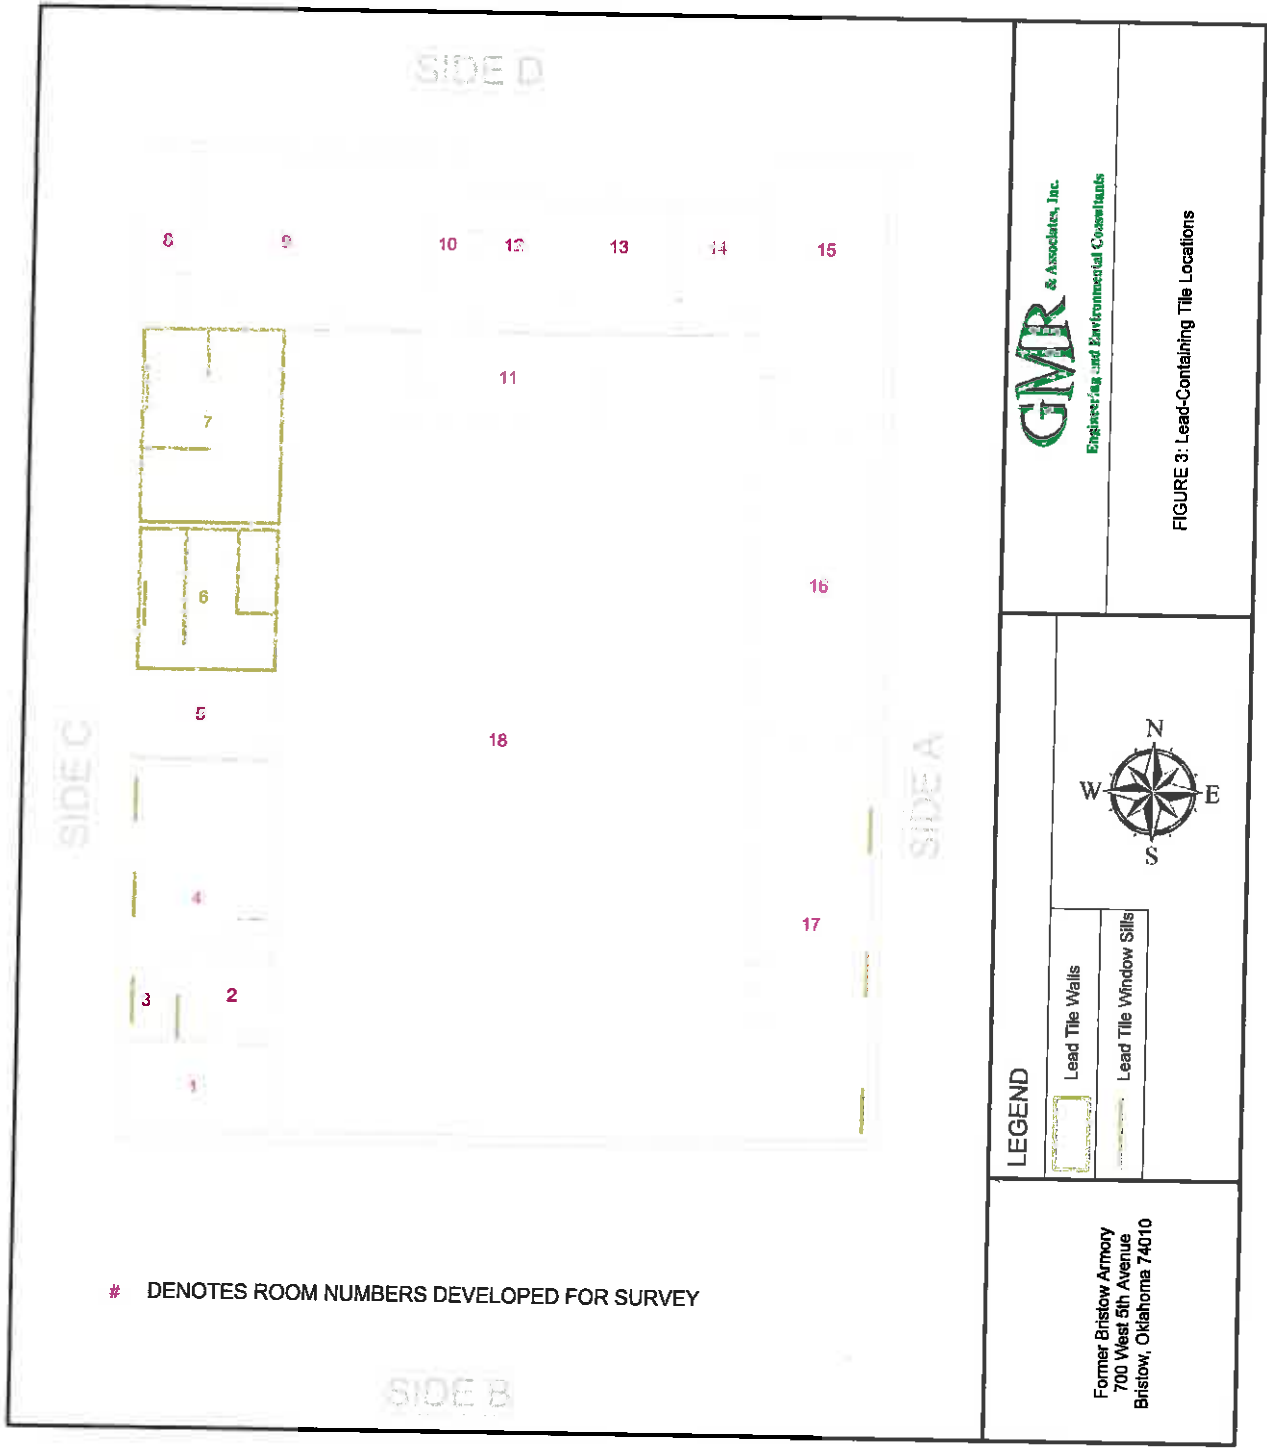 SIDE D
8
9
10
12
13
14
15
11
7
16
6
5
18
SIDE C
SIDE A
4
17
3
2
1
# DENOTES ROOM NUMBERS DEVELOPED FOR SURVEY
SIDE B
GMR & Associates, Inc.
Engineering and Environmental Consultants
FIGURE 3: Lead-Containing Tile Locations
N
W
E
S
LEGEND
Lead Tile Walls
Lead Tile Window Sills
Former Bristow Armory
700 West 5th Avenue
Bristow, Oklahoma 74010